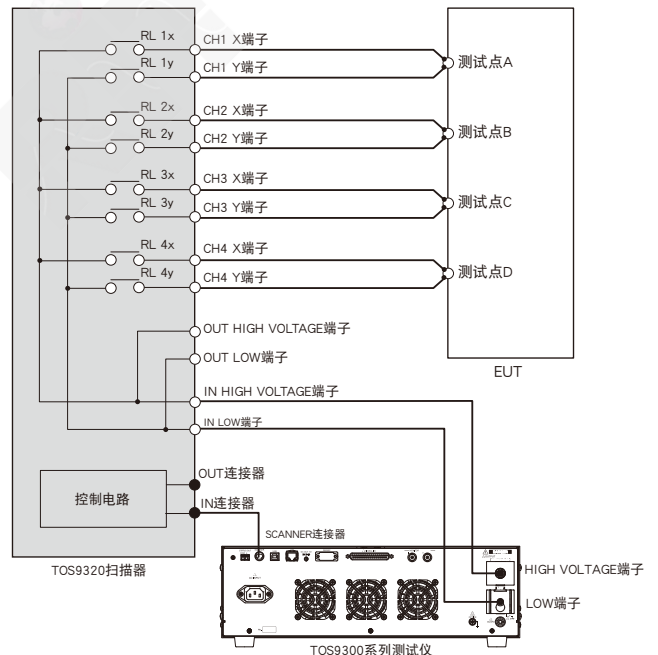 RL 1x
CH1 X端子
RL 1y
CH1 Y端子
测试点A
RL 2x
CH2 X端子
RL 2y
CH2 Y端子
测试点B
RL 3x
CH3 X端子
RL 3y
CH3 Y端子
测试点C
RL 4x
CH4 X端子
RL 4y
CH4 Y端子
测试点D
OUT HIGH VOLTAGE端子
OUT LOW端子
EUT
IN HIGH VOLTAGE端子
IN LOW端子
OUT连接器
控制电路
IN连接器
SCANNER连接器
TOS9320扫描器
HIGH VOLTAGE端子
LOW端子
TOS9300系列测试仪